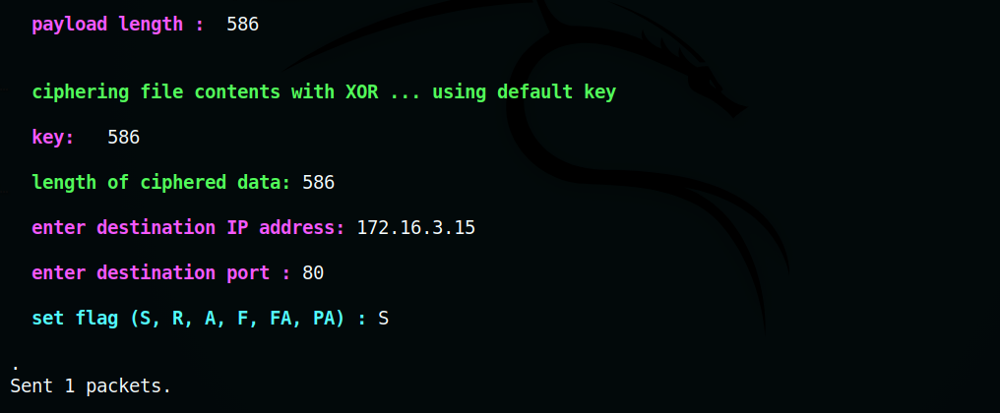 payload length :  586
ciphering file contents with XOR ... using default key
key:   586
length of ciphered data: 586
enter destination IP address: 172.16.3.15
enter destination port : 80
set flag (S, R, A, F, FA, PA) : S
.
Sent 1 packets.